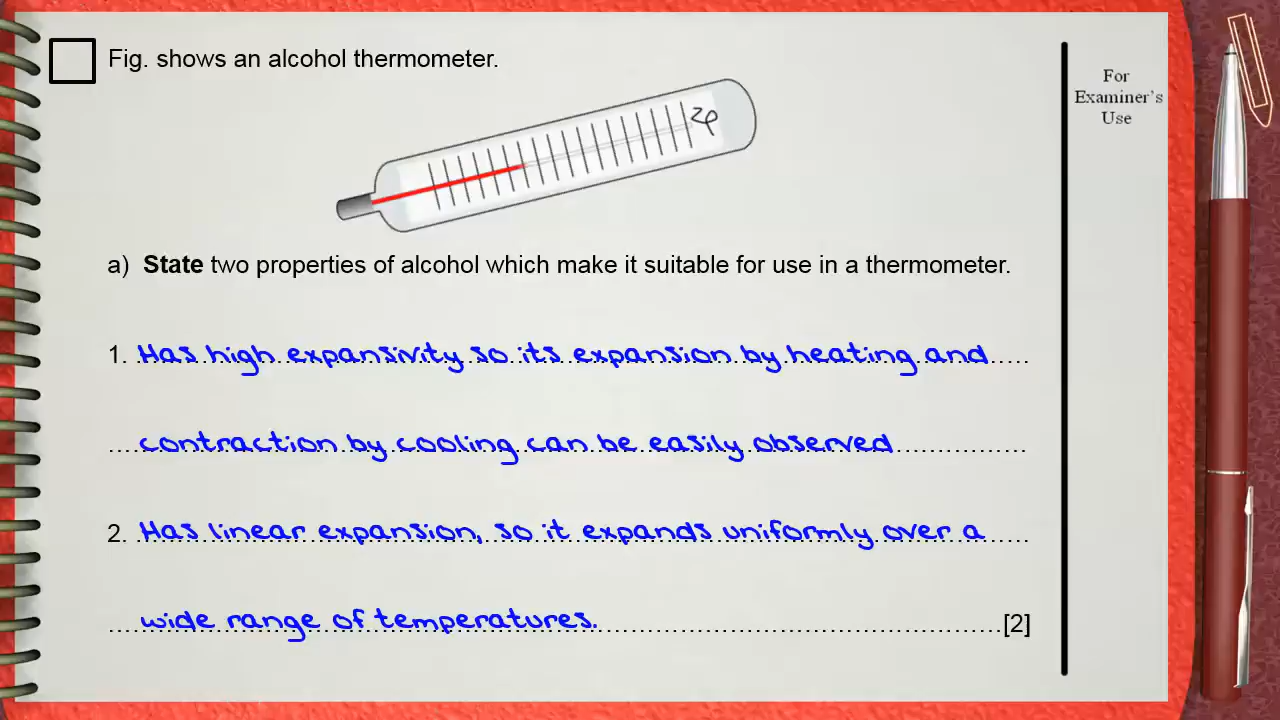 Fig. shows an alcohol thermometer.
For
Examiner's
Use
a) State two properties of alcohol which make it suitable for use in a thermometer.
1. Has high expansivity so its expansion by heating and
contraction by cooling can be easily observed
2. Has linear expansion, so it expands uniformly over a
wide range of temperatures.
[2]